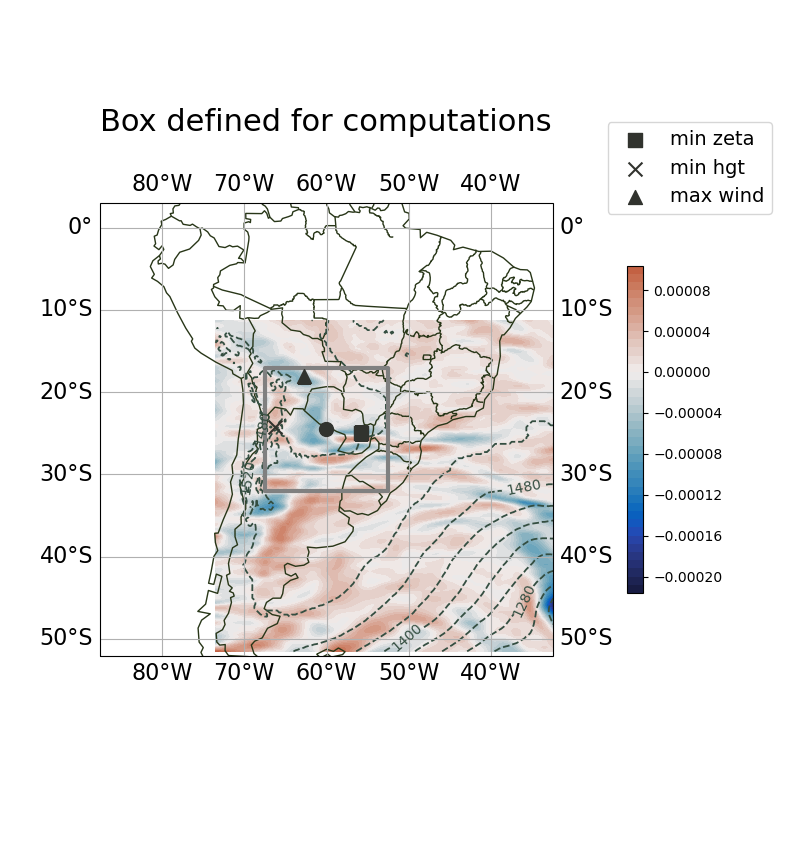 Box defined for computations
min zeta
min hgt
max wind
80°W 70°W 60°W 50°W 40°W
0° 0°
10°S 10°S
20°S 20°S
30°S 30°S
40°S 40°S
50°S 50°S
80°W 70°W 60°W 50°W 40°W
1480
1280
1400
0.00008
0.00004
0.00000
−0.00004
−0.00008
−0.00012
−0.00016
−0.00020